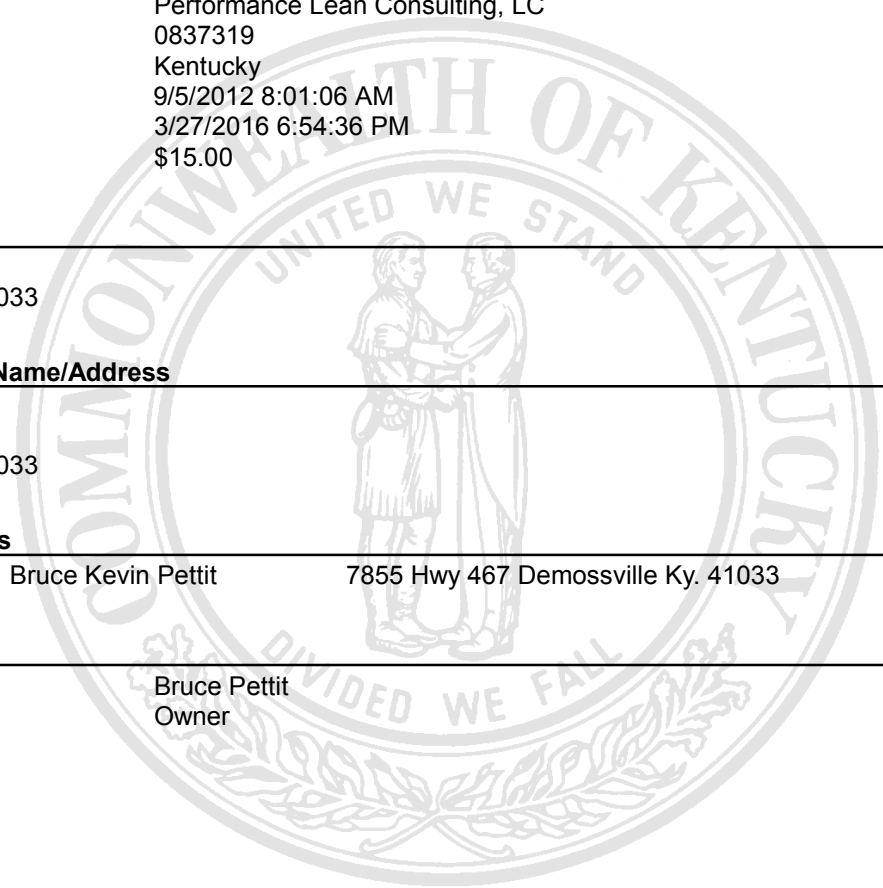 Performance Lean Consulting, LC
0837319
Kentucky
9/5/2012 8:01:06 AM
3/27/2016 6:54:36 PM
$15.00
033
Name/Address
033
s
Bruce Kevin Pettit 7855 Hwy 467 Demossville Ky. 41033
Bruce Pettit
Owner
COMMONWEALTH OF KENTUCKY
UNITED WE STAND
DIVIDED WE FALL